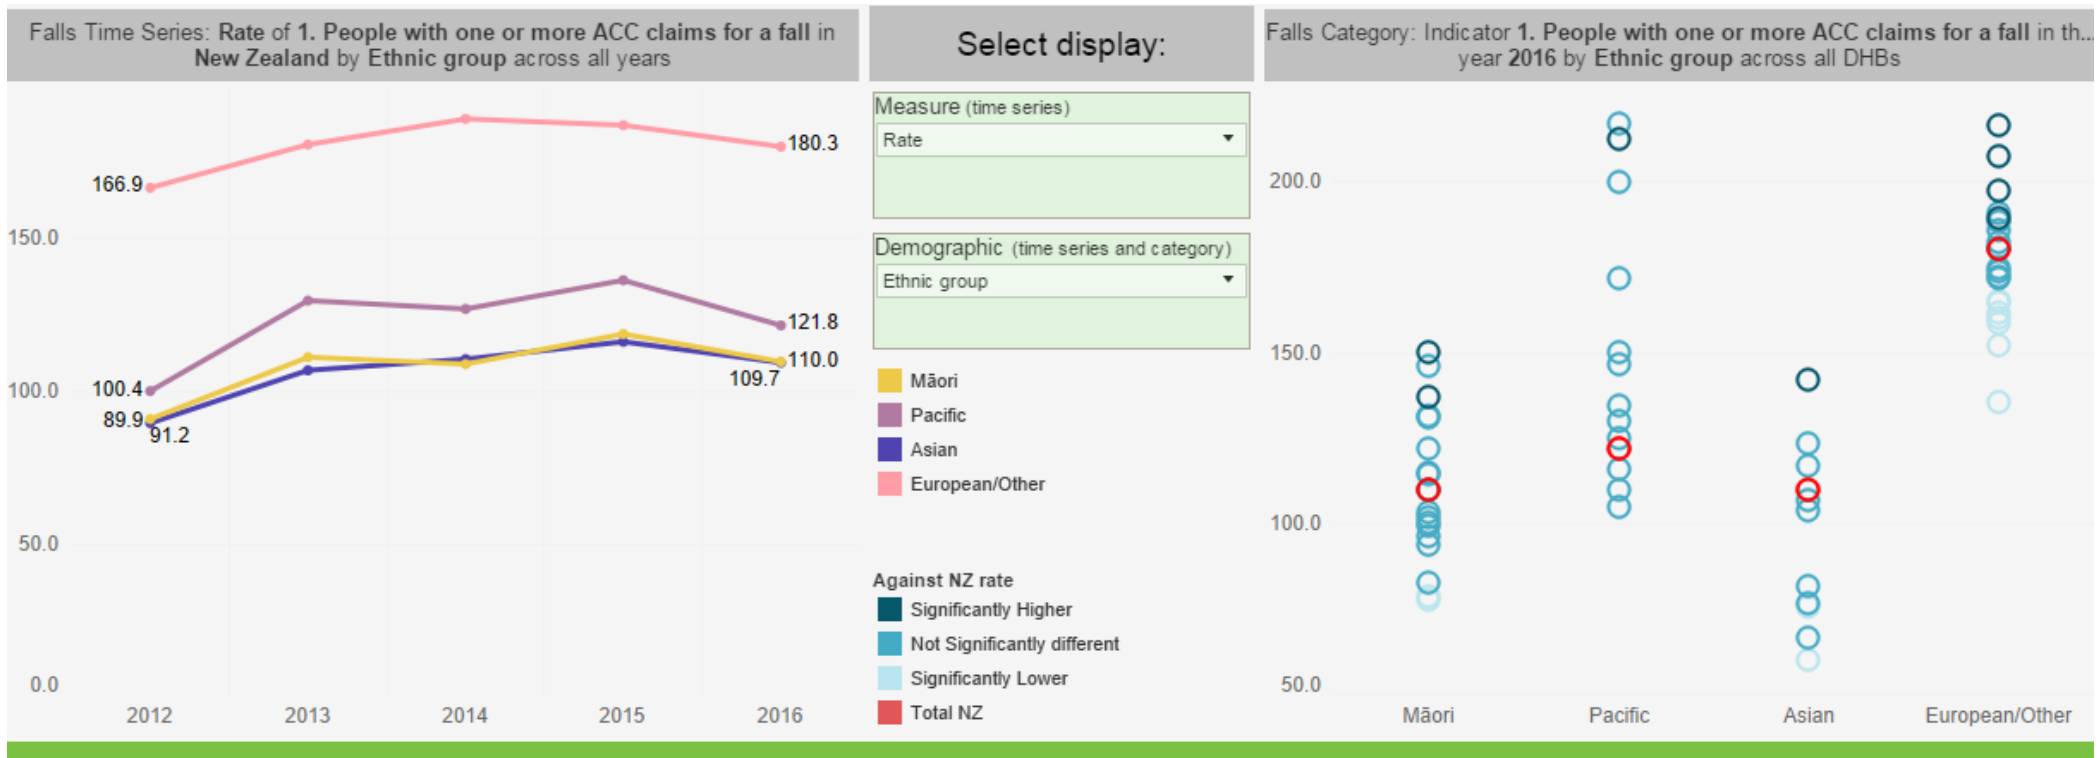 Falls Time Series: Rate of 1. People with one or more ACC claims for a fall in
New Zealand by Ethnic group across all years
166.9
180.3
150.0
121.8
100.4
100.0
110.0
109.7
89.9
91.2
50.0
0.0
2012
2013
2014
2015
2016
Select display:
Measure (time series)
Rate
Demographic (time series and category)
Ethnic group
Māori
Pacific
Asian
European/Other
Against NZ rate
Significantly Higher
Not Significantly different
Significantly Lower
Total NZ
Falls Category: Indicator 1. People with one or more ACC claims for a fall in th...
year 2016 by Ethnic group across all DHBs
200.0
150.0
100.0
50.0
Māori
Pacific
Asian
European/Other